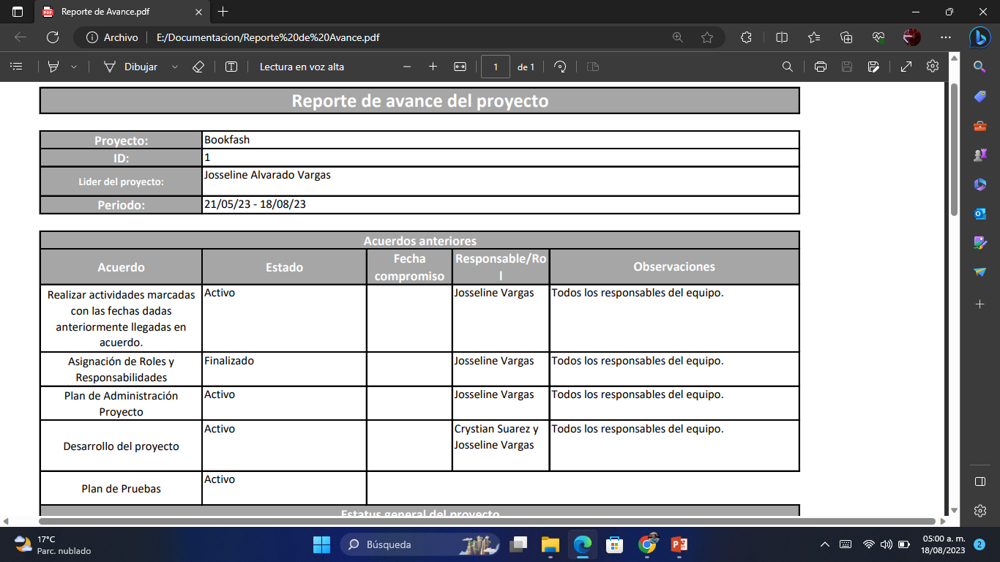 Reporte de Avance.pdf
Archivo
E:/Documentacion/Reporte%20de%20Avance.pdf
Dibujar
Lectura en voz alta
1
de 1
Reporte de avance del proyecto
Proyecto:
Bookfash
ID:
1
Lider del proyecto:
Josseline Alvarado Vargas
Periodo:
21/05/23 - 18/08/23
Acuerdos anteriores
Acuerdo
Estado
Fecha
compromiso
Responsable/Ro
l
Observaciones
Realizar actividades marcadas
con las fechas dadas
anteriormente llegadas en
acuerdo.
Activo
Josseline Vargas
Todos los responsables del equipo.
Asignación de Roles y
Responsabilidades
Finalizado
Josseline Vargas
Todos los responsables del equipo.
Plan de Administración
Proyecto
Activo
Josseline Vargas
Todos los responsables del equipo.
Desarrollo del proyecto
Activo
Crystian Suarez y
Josseline Vargas
Todos los responsables del equipo.
Plan de Pruebas
Activo
Estatus general del proyecto
17°C
Parc. nublado
Búsqueda
05:00 a. m.
18/08/2023
2